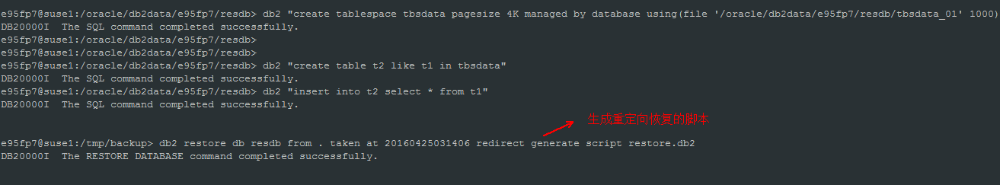 e95fp7@suse1:/oracle/db2data/e95fp7/resdb> db2 "create tablespace tbsdata pagesize 4K managed by database using(file '/oracle/db2data/e95fp7/resdb/tbsdata_01' 1000)
DB20000I  The SQL command completed successfully.
e95fp7@suse1:/oracle/db2data/e95fp7/resdb>
e95fp7@suse1:/oracle/db2data/e95fp7/resdb>
e95fp7@suse1:/oracle/db2data/e95fp7/resdb> db2 "create table t2 like t1 in tbsdata"
DB20000I  The SQL command completed successfully.
e95fp7@suse1:/oracle/db2data/e95fp7/resdb> db2 "insert into t2 select * from t1"
DB20000I  The SQL command completed successfully.
生成重定向恢复的脚本
e95fp7@suse1:/tmp/backup> db2 restore db resdb from . taken at 20160425031406 redirect generate script restore.db2
DB20000I  The RESTORE DATABASE command completed successfully.